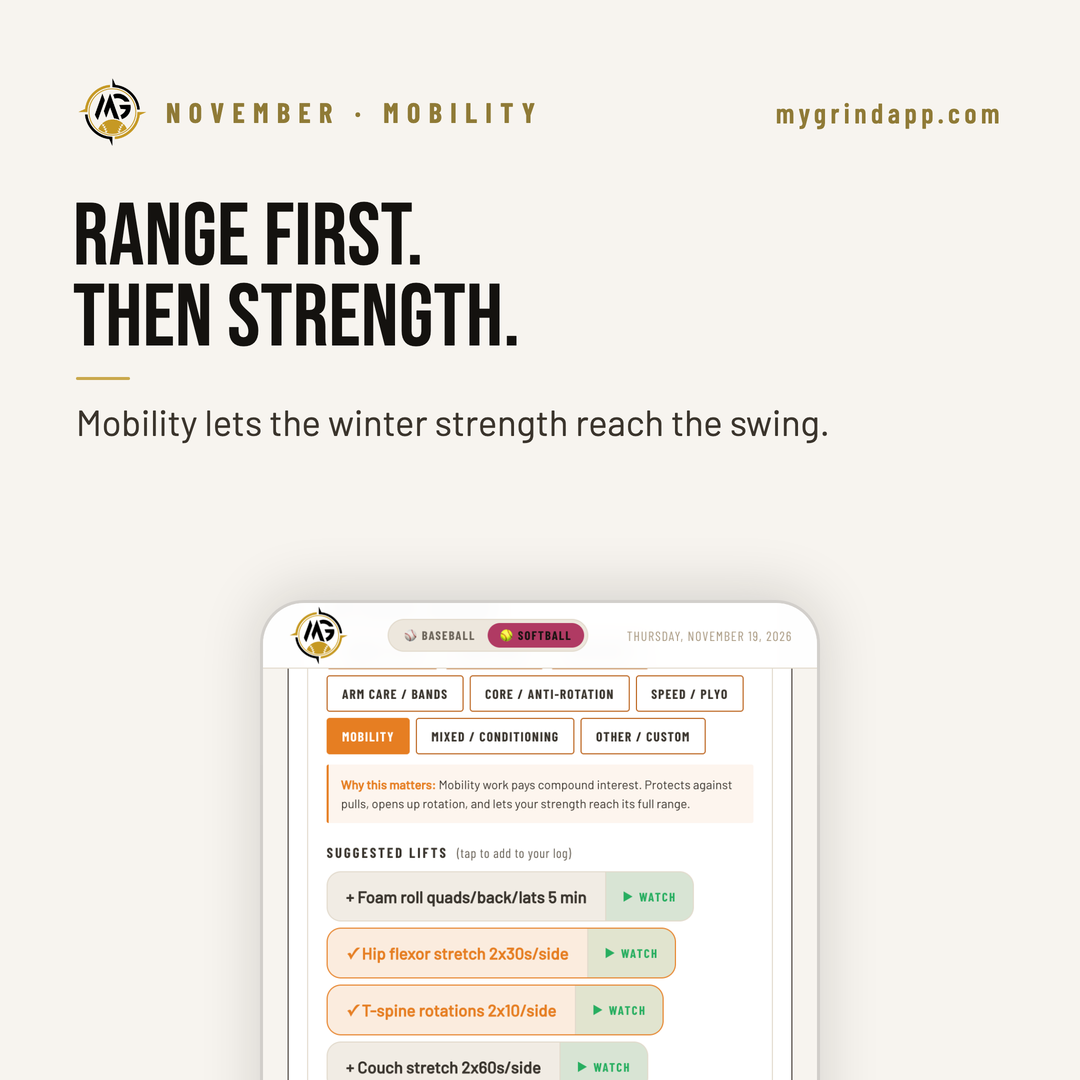 MG NOVEMBER · MOBILITY
mygrindapp.com
RANGE FIRST.
THEN STRENGTH.
Mobility lets the winter strength reach the swing.
MG
BASEBALL
SOFTBALL
THURSDAY, NOVEMBER 19, 2026
ARM CARE / BANDS
CORE / ANTI-ROTATION
SPEED / PLYO
MOBILITY
MIXED / CONDITIONING
OTHER / CUSTOM
Why this matters: Mobility work pays compound interest. Protects against
pulls, opens up rotation, and lets your strength reach its full range.
SUGGESTED LIFTS (tap to add to your log)
+ Foam roll quads/back/lats 5 min ▶ WATCH
✓ Hip flexor stretch 2x30s/side ▶ WATCH
✓ T-spine rotations 2x10/side ▶ WATCH
+ Couch stretch 2x60s/side ▶ WATCH